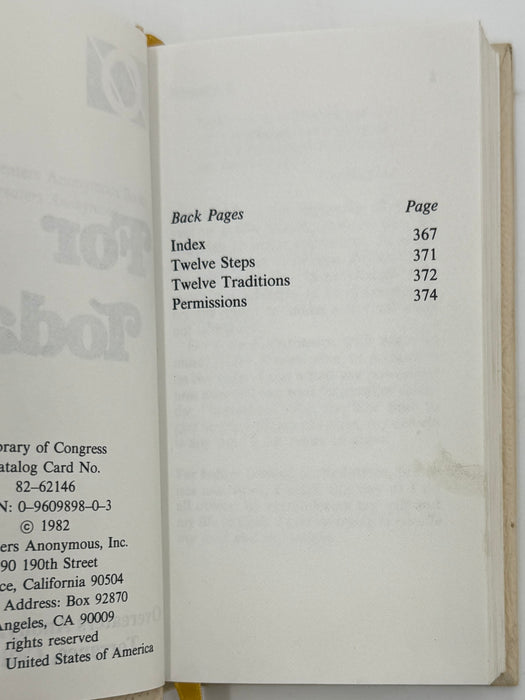 brary of Congress
atalog Card No.
82–62146
N: 0–9609898–0–3
© 1982
ers Anonymous, Inc.
90 190th Street
ce, California 90504
Address: Box 92870
Angeles, CA 90009
rights reserved
United States of America
Back Pages Page
Index 367
Twelve Steps 371
Twelve Traditions 372
Permissions 374
For
Toda